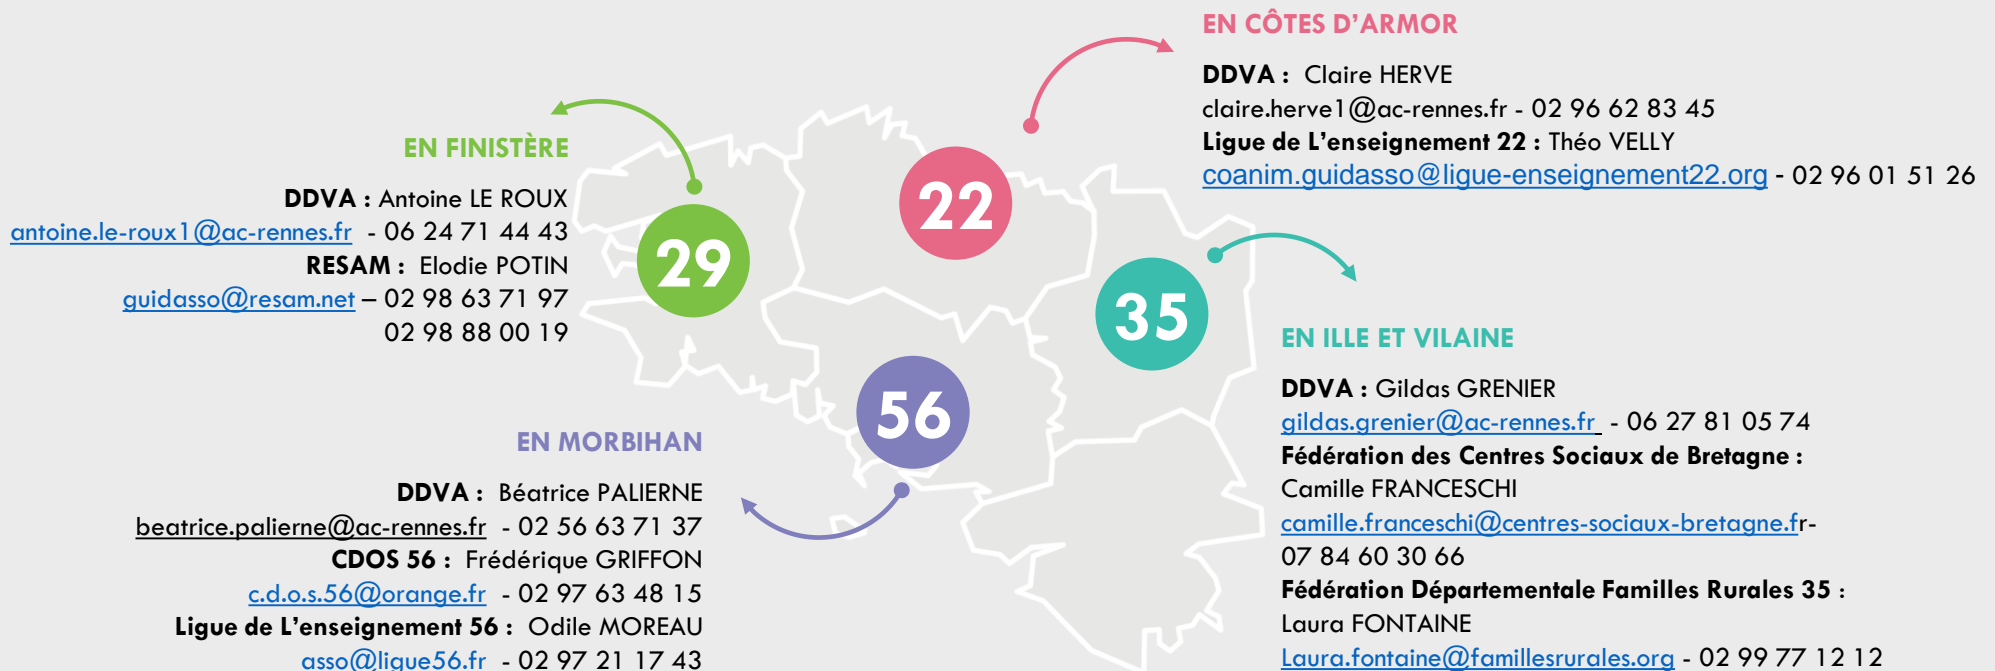 EN CÔTES D’ARMOR
DDVA : Claire HERVE
claire.herve1@ac-rennes.fr - 02 96 62 83 45
Ligue de L’enseignement 22 : Théo VELLY
coanim.guidasso@ligue-enseignement22.org - 02 96 01 51 26
EN FINISTÈRE
DDVA : Antoine LE ROUX
antoine.le-roux1@ac-rennes.fr - 06 24 71 44 43
RESAM : Elodie POTIN
guidasso@resam.net – 02 98 63 71 97
02 98 88 00 19
22
29
35
56
EN ILLE ET VILAINE
DDVA : Gildas GRENIER
gildas.grenier@ac-rennes.fr - 06 27 81 05 74
Fédération des Centres Sociaux de Bretagne :
Camille FRANCESCHI
camille.franceschi@centres-sociaux-bretagne.fr-
07 84 60 30 66
Fédération Départementale Familles Rurales 35 :
Laura FONTAINE
Laura.fontaine@famillesrurales.org - 02 99 77 12 12
EN MORBIHAN
DDVA : Béatrice PALIERNE
beatrice.palierne@ac-rennes.fr - 02 56 63 71 37
CDOS 56 : Frédérique GRIFFON
c.d.o.s.56@orange.fr - 02 97 63 48 15
Ligue de L’enseignement 56 : Odile MOREAU
asso@ligue56.fr - 02 97 21 17 43